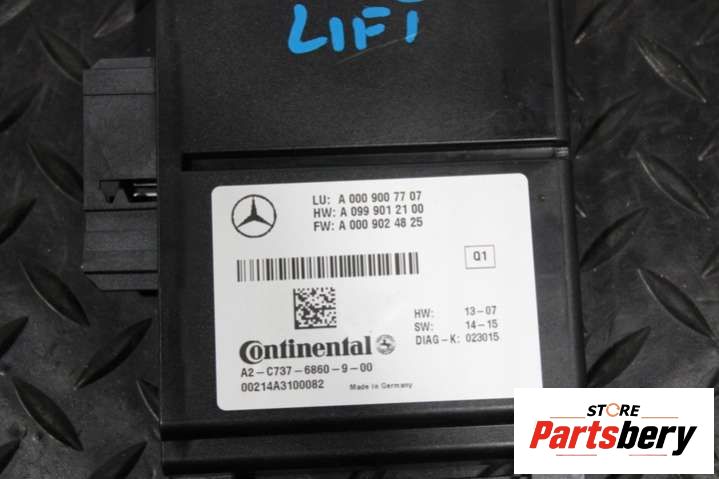 LIFT
LU: A 000 900 77 07
HW: A 099 901 21 00
FW: A 000 902 48 25
Q1
HW: 13-07
SW: 14-15
DIAG-K: 023015
Continental
A2-C737-6860-9-00
00214A3100082 Made in Germany
STORE
Partsbery